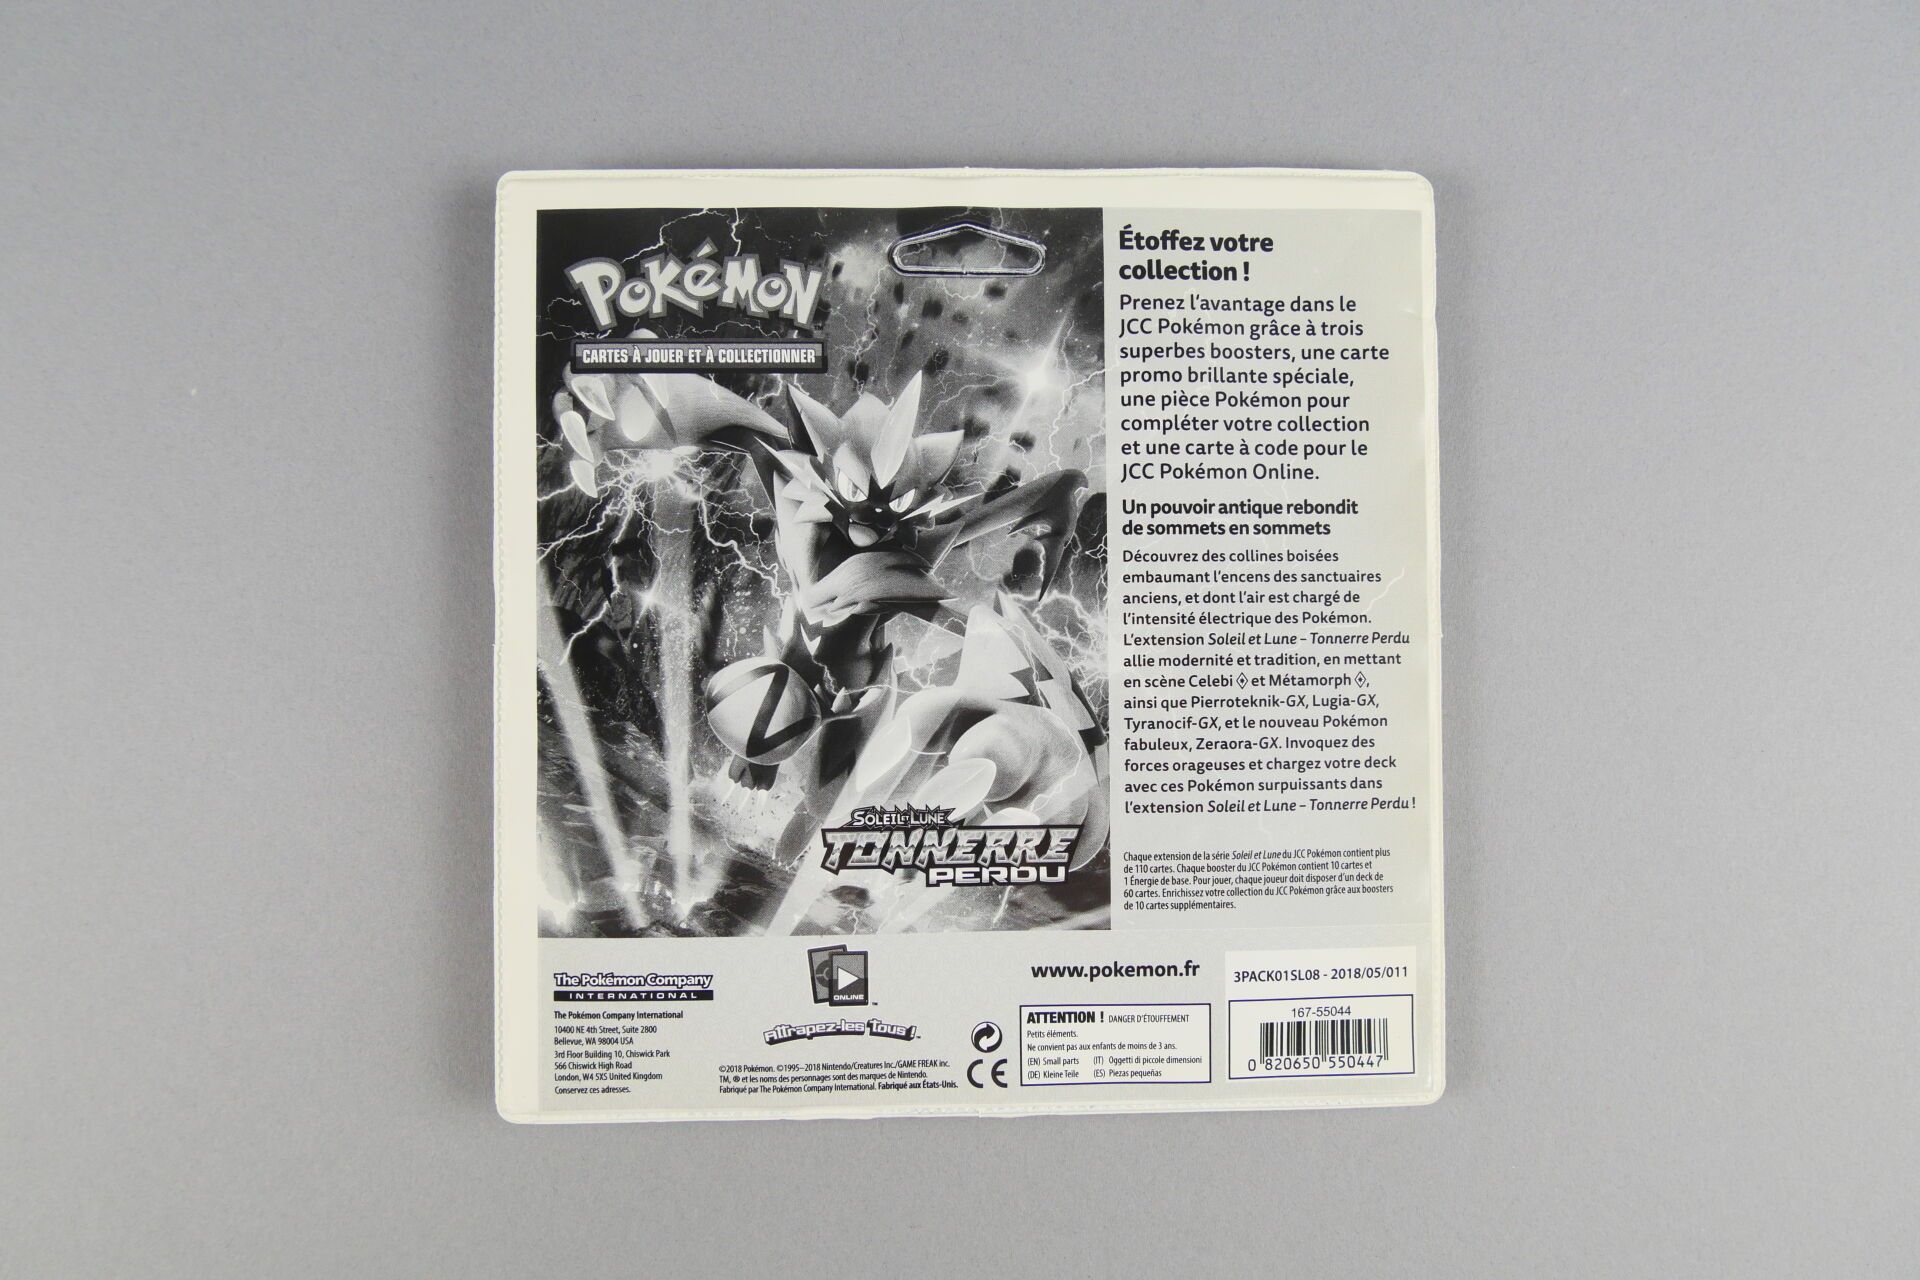 POKéMON
CARTES À JOUER ET À COLLECTIONNER
SOLEIL ET LUNE
TONNERRE
PERDU
Étoffez votre
collection !
Prenez l'avantage dans le
JCC Pokémon grâce à trois
superbes boosters, une carte
promo brillante spéciale,
une pièce Pokémon pour
compléter votre collection
et une carte à code pour le
JCC Pokémon Online.
Un pouvoir antique rebondit
de sommets en sommets
Découvrez des collines boisées
embaumant l'encens des sanctuaires
anciens, et dont l'air est chargé de
l'intensité électrique des Pokémon.
L'extension Soleil et Lune – Tonnerre Perdu
allie modernité et tradition, en mettant
en scène Celebi ◈ et Métamorph ◈,
ainsi que Pierroteknik-GX, Lugia-GX,
Tyranocif-GX, et le nouveau Pokémon
fabuleux, Zeraora-GX. Invoquez des
forces orageuses et chargez votre deck
avec ces Pokémon surpuissants dans
l'extension Soleil et Lune – Tonnerre Perdu !
Chaque extension de la série Soleil et Lune du JCC Pokémon contient plus
de 110 cartes. Chaque booster du JCC Pokémon contient 10 cartes et
1 Énergie de base. Pour jouer, chaque joueur doit disposer d'un deck de
60 cartes. Enrichissez votre collection du JCC Pokémon grâce aux boosters
de 10 cartes supplémentaires.
The Pokémon Company
INTERNATIONAL
The Pokémon Company International
10400 NE 4th Street, Suite 2800
Bellevue, WA 98004 USA
3rd Floor Building 10, Chiswick Park
566 Chiswick High Road
London, W4 5XS United Kingdom
Conservez ces adresses.
ONLINE ™
Attrapez-les tous !™
©2018 Pokémon. ©1995–2018 Nintendo/Creatures Inc./GAME FREAK inc.
TM, ® et les noms des personnages sont des marques de Nintendo.
Fabriqué par The Pokémon Company International. Fabriqué aux États-Unis.
CE
www.pokemon.fr
ATTENTION ! DANGER D'ÉTOUFFEMENT
Petits éléments.
Ne convient pas aux enfants de moins de 3 ans.
(EN) Small parts (IT) Oggetti di piccole dimensioni
(DE) Kleine Teile (ES) Piezas pequeñas
3PACK01SL08 - 2018/05/011
167-55044
0 820650 550447